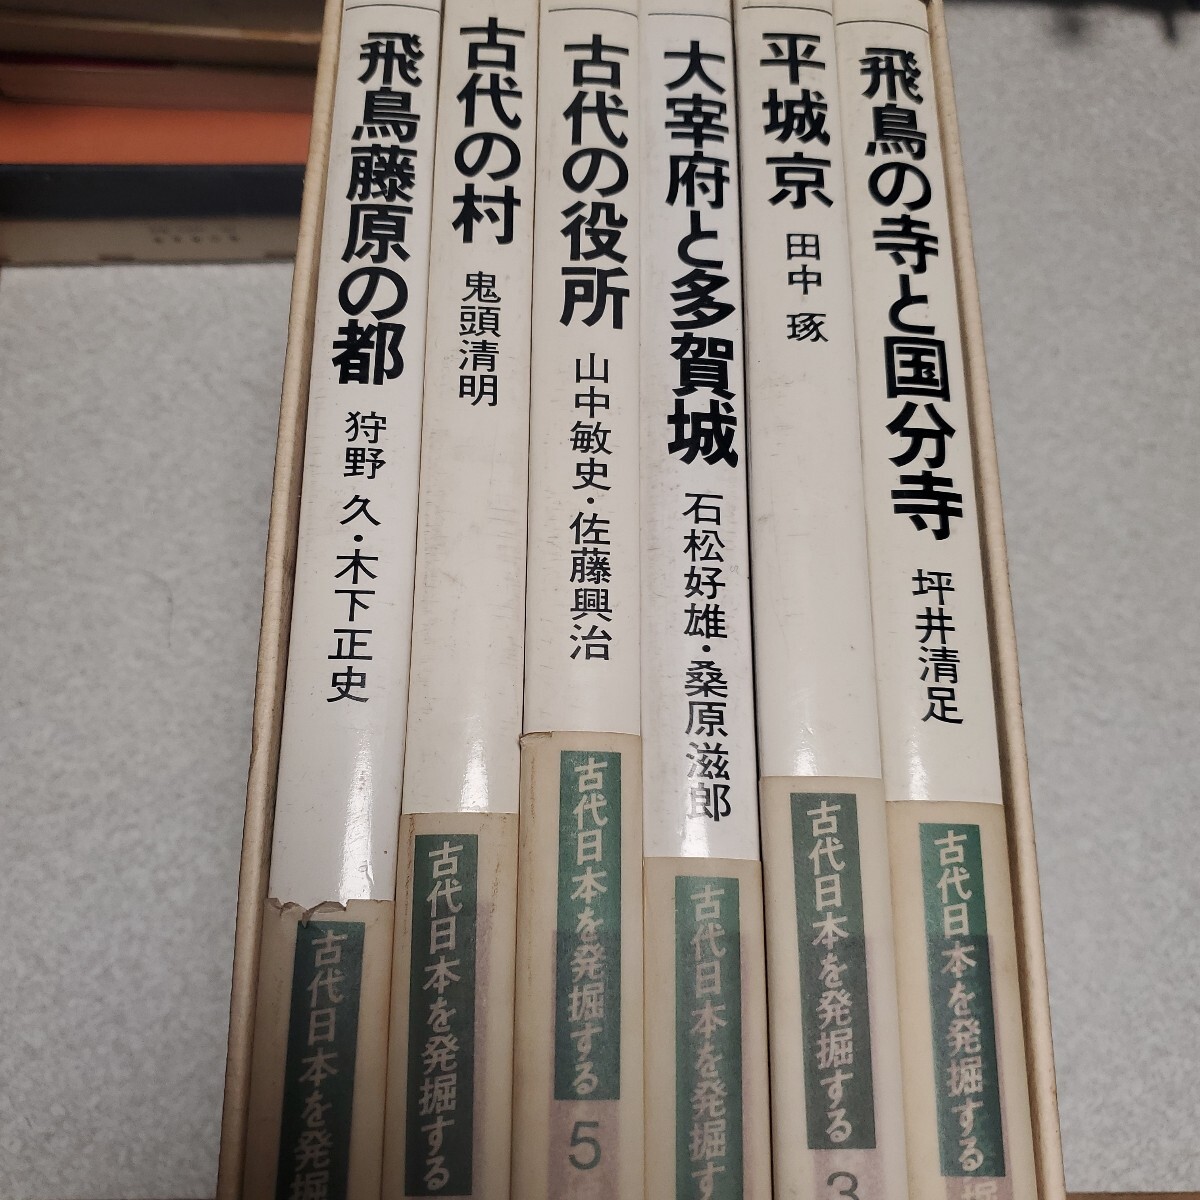 飛鳥藤原の都
狩野 久・木下正史
古代日本を発掘
古代の村
鬼頭清明
古代日本を発掘する
古代の役所
山中敏史・佐藤興治
古代日本を発掘する
5
大宰府と多賀城
石松好雄・桑原滋郎
古代日本を発掘す
平城京
田中 琢
古代日本を発掘する
3
飛鳥の寺と国分寺
坪井清足
古代日本を発掘する